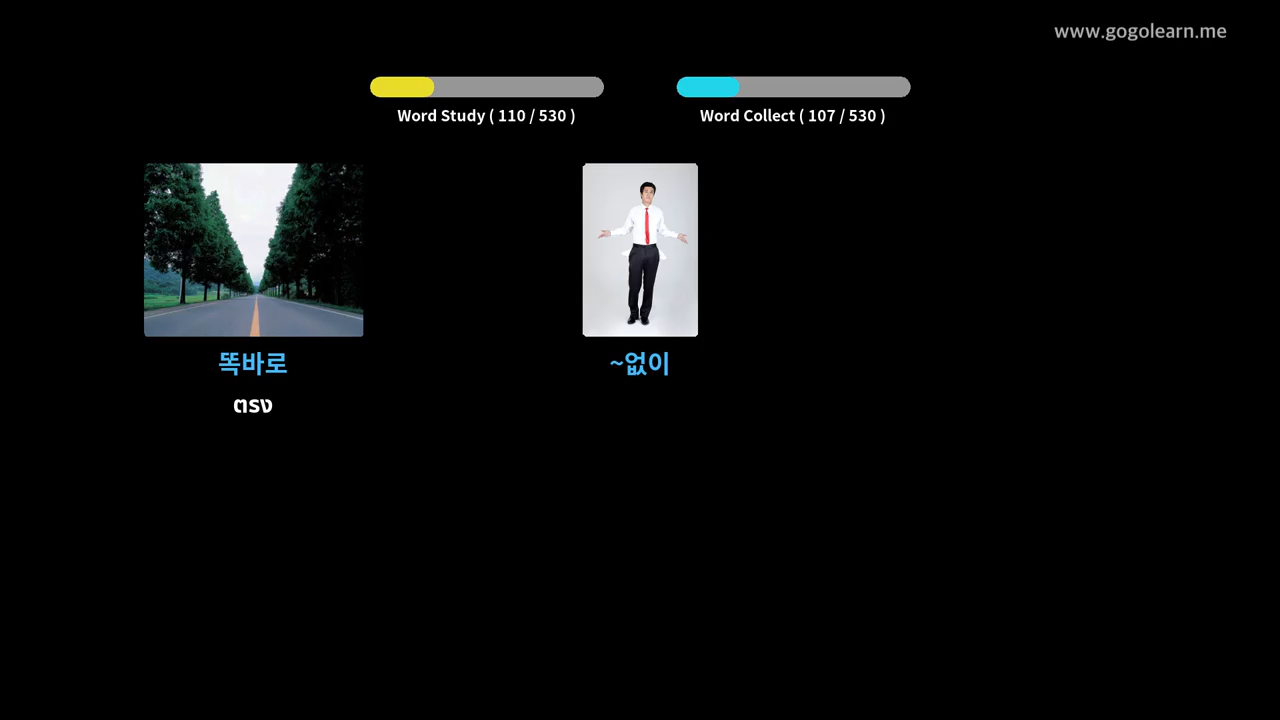 www.gogolearn.me
Word Study ( 110 / 530 )
Word Collect ( 107 / 530 )
똑바로
~없이
ตรง